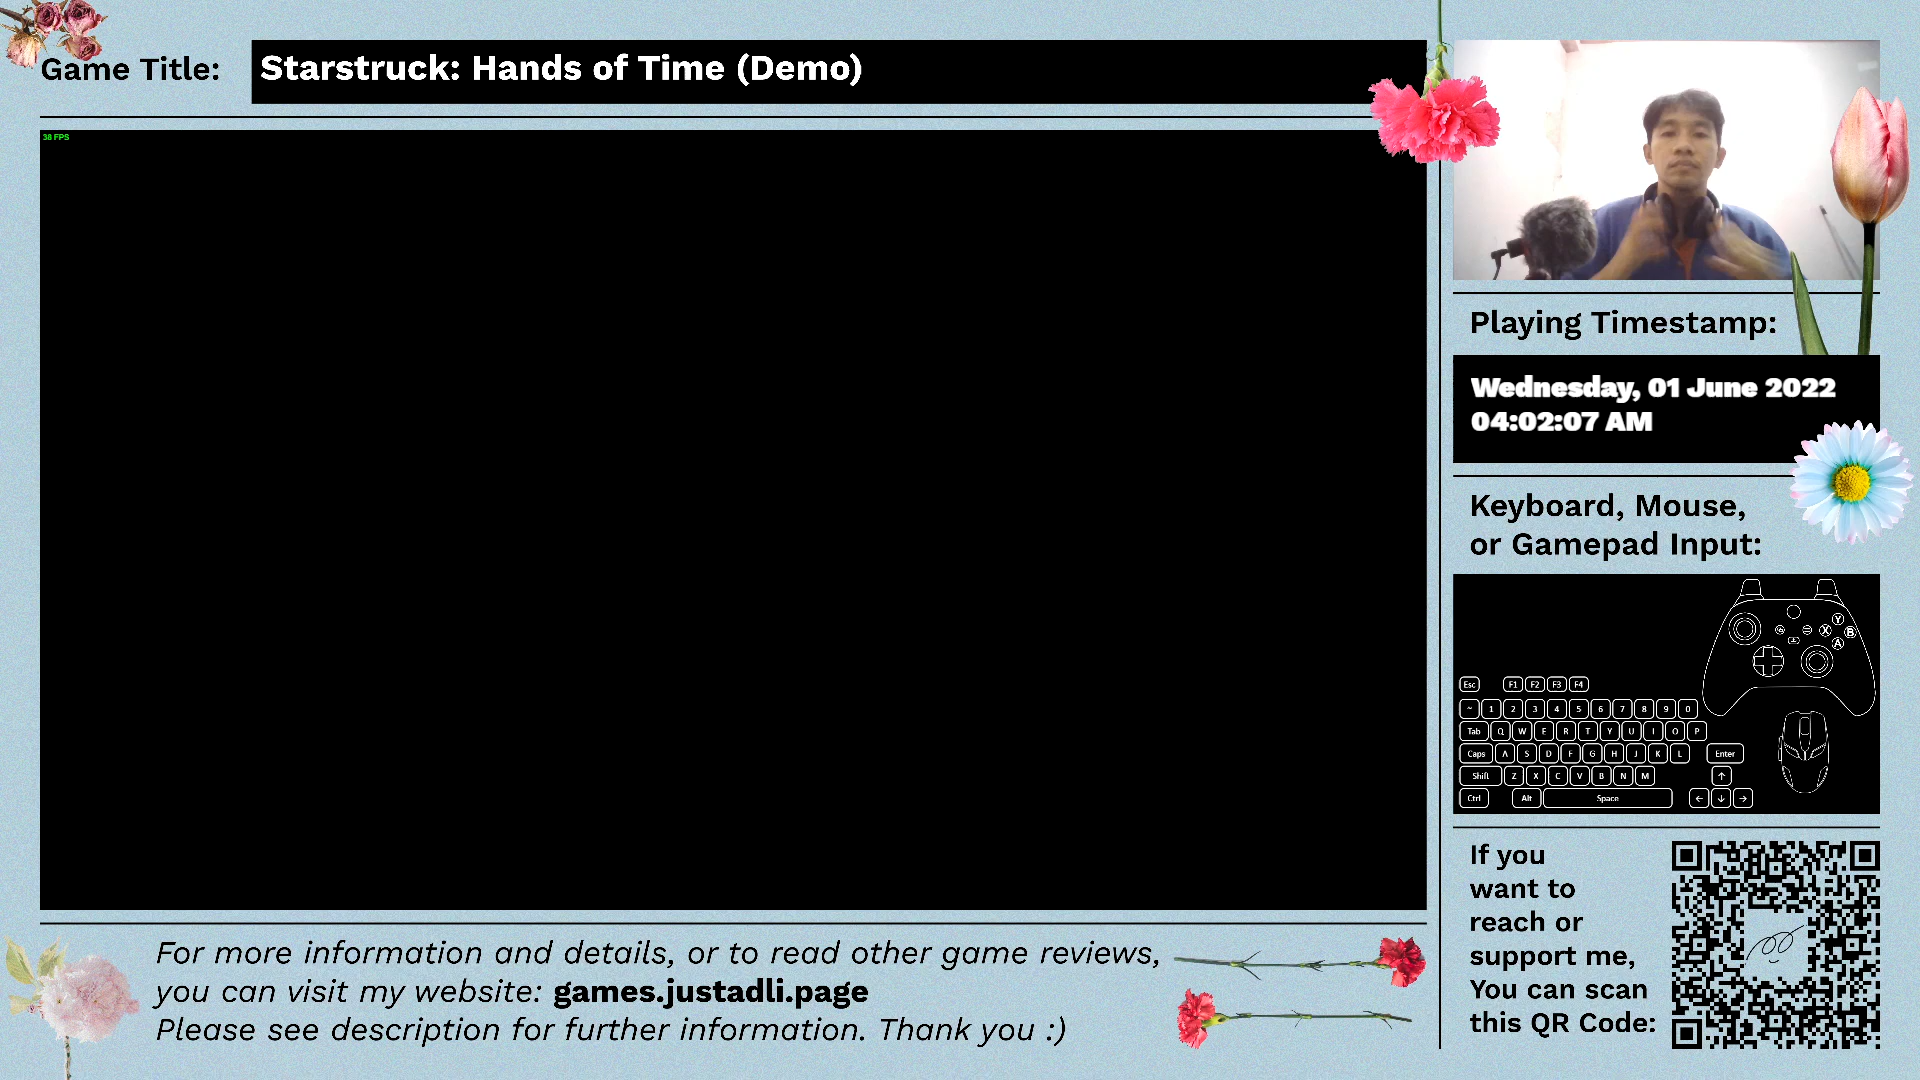 Game Title:
Starstruck: Hands of Time (Demo)
38 FPS
Playing Timestamp:
Wednesday, 01 June 2022
04:02:07 AM
Keyboard, Mouse,
or Gamepad Input:
Y
X B
A
Esc F1 F2 F3 F4
~ 1 2 3 4 5 6 7 8 9 0
Tab Q W E R T Y U I O P
Caps A S D F G H J K L Enter
Shift Z X C V B N M ↑
Ctrl Alt Space ← ↓ →
If you
want to
reach or
support me,
You can scan
this QR Code:
For more information and details, or to read other game reviews,
you can visit my website: games.justadli.page
Please see description for further information. Thank you :)